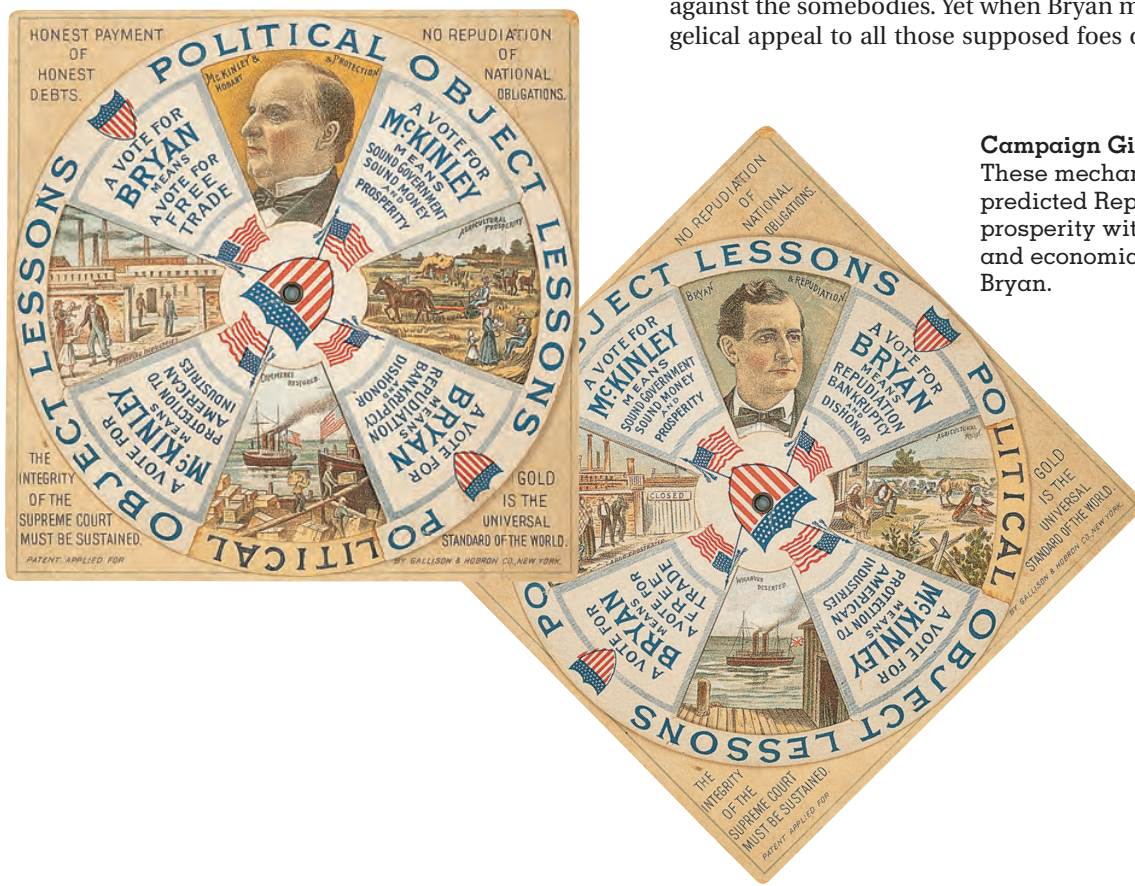 against the somebodies. Yet when Bryan m
gelical appeal to all those supposed foes
Campaign Gi
These mechan
predicted Rep
prosperity wit
and economic
Bryan.
HONEST PAYMENT
OF
HONEST
DEBTS.
NO REPUDIATION
OF
NATIONAL
OBLIGATIONS.
POLITICAL OBJECT LESSONS
POLITICAL OBJECT LESSONS
McKINLEY &
HOBART
& PROTECTION
A VOTE FOR
McKINLEY
MEANS
SOUND GOVERNMENT
SOUND MONEY
AND
PROSPERITY
AGRICULTURAL
PROSPERITY
A VOTE FOR
BRYAN
MEANS
REPUDIATION
BANKRUPTCY
AND
DISHONOR
COMMERCE
RESTORED.
A VOTE FOR
McKINLEY
MEANS
PROTECTION TO
AMERICAN
INDUSTRIES
INDUSTRIES
A VOTE FOR
BRYAN
MEANS
A VOTE FOR
FREE
TRADE
THE
INTEGRITY
OF THE
SUPREME COURT
MUST BE SUSTAINED.
GOLD
IS THE
UNIVERSAL
STANDARD OF THE WORLD.
PATENT APPLIED FOR
BY GALLISON & HOBRON CO., NEW YORK.
NO REPUDIATION
OF
NATIONAL
OBLIGATIONS.
JECT LESSONS
POLITICAL OBJECT LESSONS
PO
BRYAN
& REPUDIATION.
A VOTE FOR
BRYAN
MEANS
REPUDIATION
BANKRUPTCY
AND
DISHONOR
AGRICULTURAL
A VOTE FOR
McKINLEY
MEANS
PROTECTION TO
AMERICAN
INDUSTRIES
WHARVES
DESERTED.
A VOTE FOR
BRYAN
MEANS
A VOTE FOR
FREE
TRADE
CLOSED
A VOTE FOR
McKINLEY
MEANS
SOUND GOVERNMENT
SOUND MONEY
AND
PROSPERITY
GOLD
IS THE
UNIVERSAL
STANDARD OF THE WORLD.
BY GALLISON & HOBRON CO., NEW YORK.
THE
INTEGRITY
OF THE
SUPREME COURT
MUST BE SUSTAINED.
PATENT APPLIED FOR